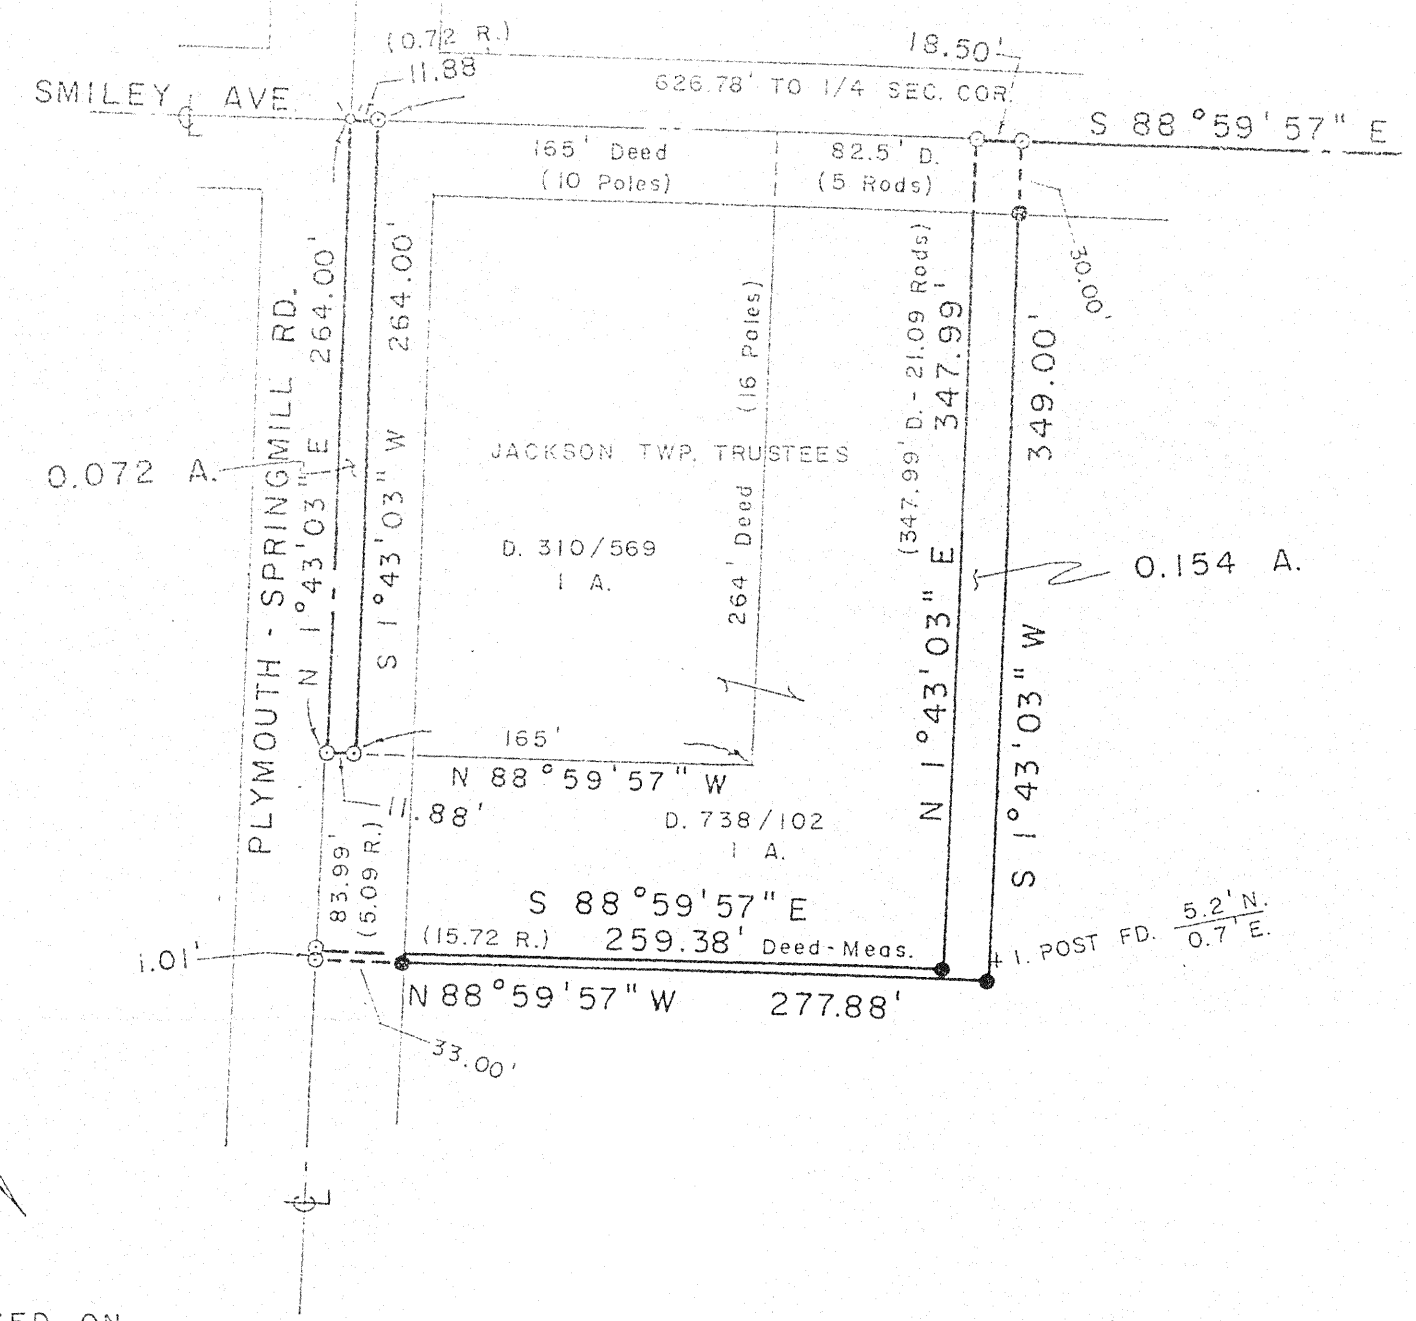 (0.72 R.)
11.88
18.50'
626.78' TO 1/4 SEC. COR.
SMILEY AVE.
S 88°59'57" E
165' Deed
(10 Poles)
82.5' D.
(5 Rods)
30.00'
N 1°43'03" E 264.00'
S 1°43'03" W 264.00'
PLYMOUTH - SPRINGMILL RD.
264' Deed (16 Poles)
(347.99' D. - 21.09 Rods)
N 1°43'03" E 347.99'
S 1°43'03" W 349.00'
0.072 A.
JACKSON TWP. TRUSTEES
D. 310/569
1 A.
0.154 A.
165'
N 88°59'57" W
11.88'
D. 738/102
1 A.
83.99'
(5.09 R.)
S 88°59'57" E
(15.72 R.) 259.38' Deed-Meas.
1.01'
I. POST FD. 5.2' N.
0.7' E.
N 88°59'57" W 277.88'
33.00'
ON